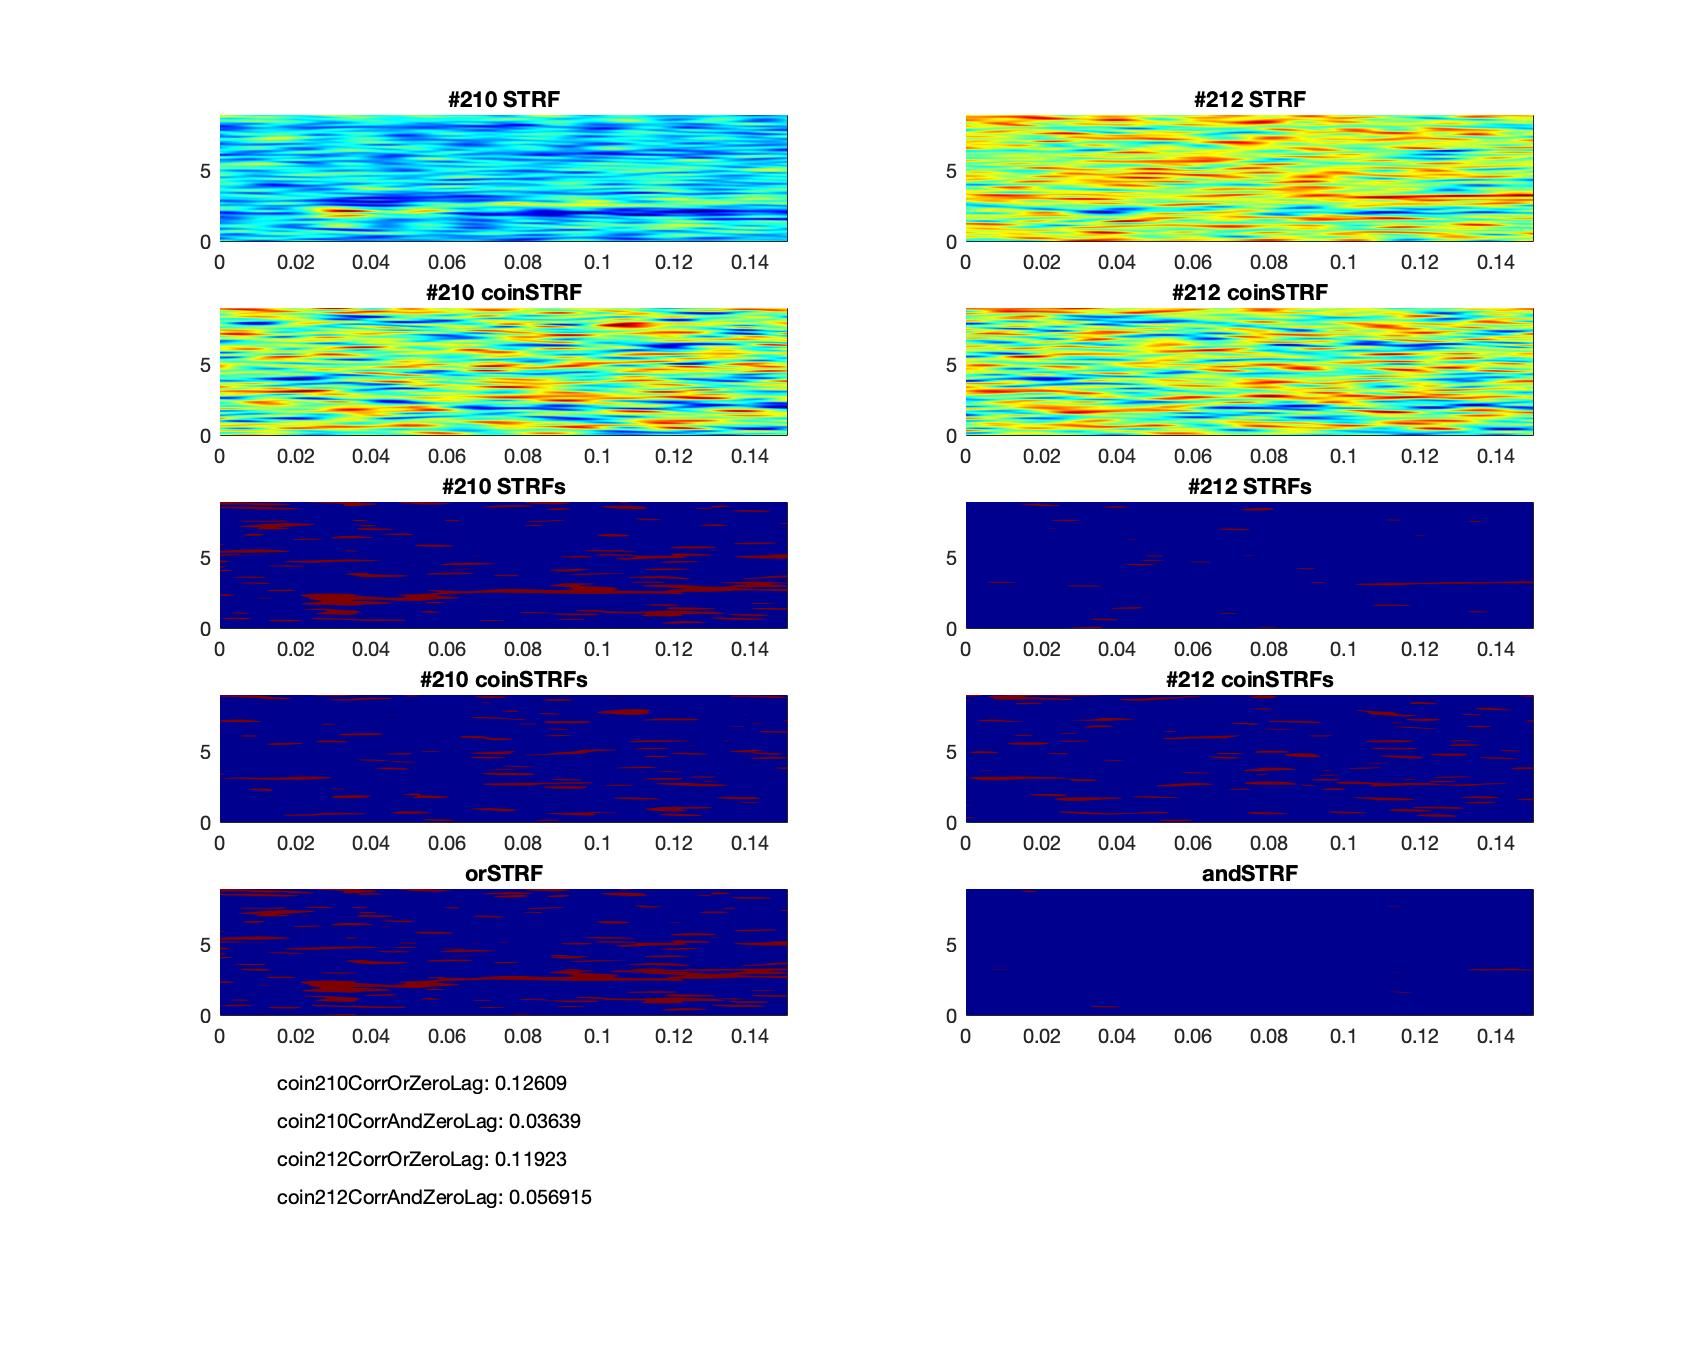 #210 STRF
5
0
0 0.02 0.04 0.06 0.08 0.1 0.12 0.14
#212 STRF
5
0
0 0.02 0.04 0.06 0.08 0.1 0.12 0.14
#210 coinSTRF
5
0
0 0.02 0.04 0.06 0.08 0.1 0.12 0.14
#212 coinSTRF
5
0
0 0.02 0.04 0.06 0.08 0.1 0.12 0.14
#210 STRFs
5
0
0 0.02 0.04 0.06 0.08 0.1 0.12 0.14
#212 STRFs
5
0
0 0.02 0.04 0.06 0.08 0.1 0.12 0.14
#210 coinSTRFs
5
0
0 0.02 0.04 0.06 0.08 0.1 0.12 0.14
#212 coinSTRFs
5
0
0 0.02 0.04 0.06 0.08 0.1 0.12 0.14
orSTRF
5
0
0 0.02 0.04 0.06 0.08 0.1 0.12 0.14
andSTRF
5
0
0 0.02 0.04 0.06 0.08 0.1 0.12 0.14
coin210CorrOrZeroLag: 0.12609
coin210CorrAndZeroLag: 0.03639
coin212CorrOrZeroLag: 0.11923
coin212CorrAndZeroLag: 0.056915